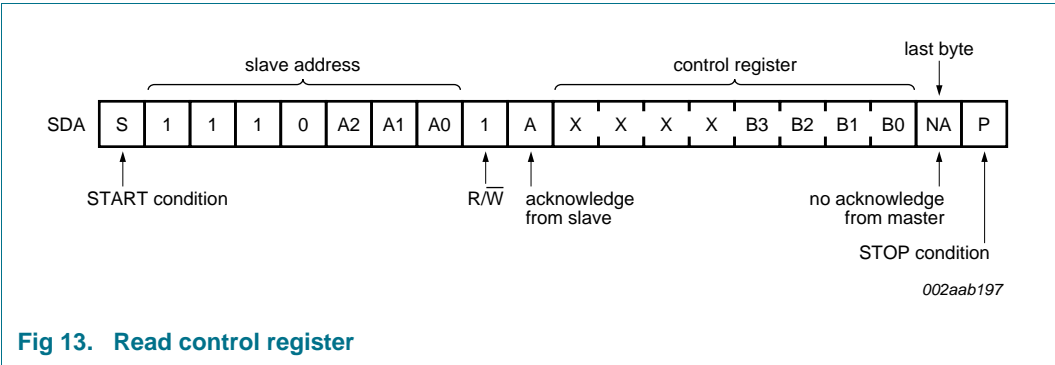 last byte
slave address control register
SDA S 1 1 1 0 A2 A1 A0 1 A X X X X B3 B2 B1 B0 NA P
START condition R/W̅ acknowledge from slave no acknowledge from master
STOP condition
002aab197
Fig 13. Read control register